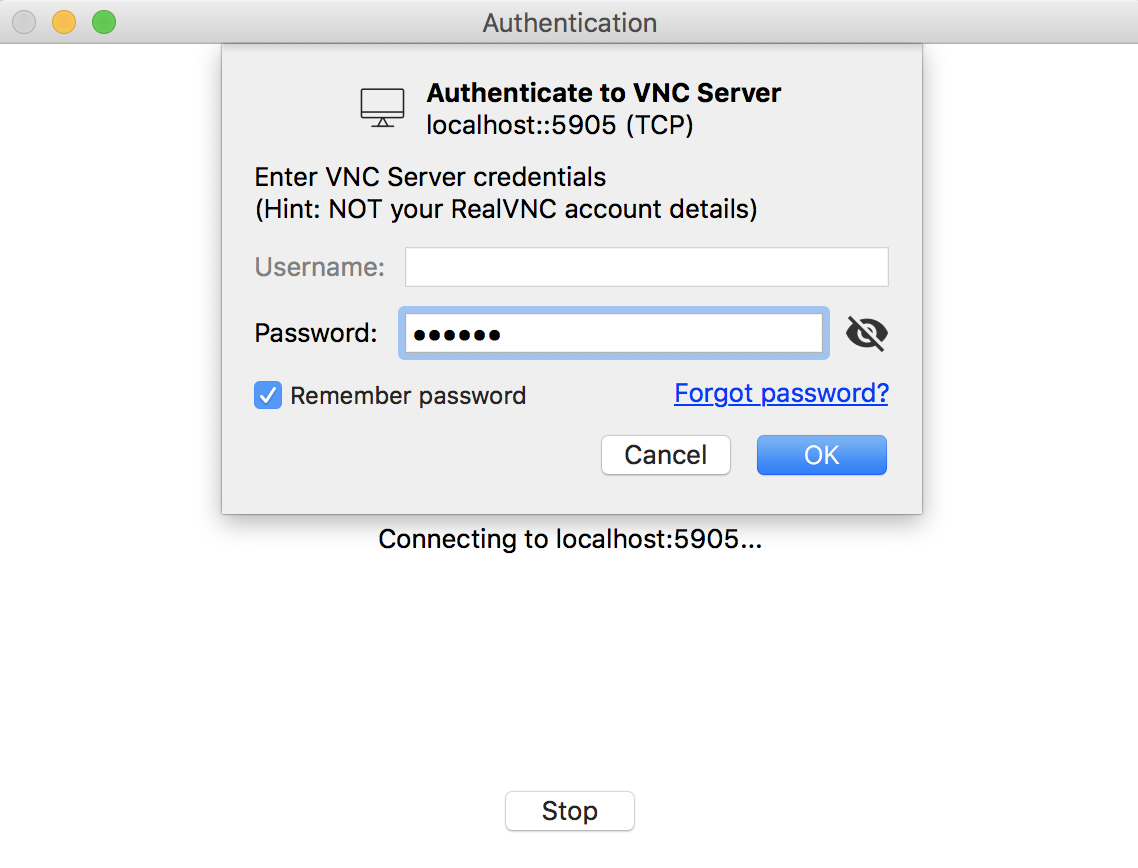 Authentication
Authenticate to VNC Server
localhost::5905 (TCP)
Enter VNC Server credentials
(Hint: NOT your RealVNC account details)
Username:
Password: ●●●●●●
Remember password Forgot password?
Cancel OK
Connecting to localhost:5905...
Stop